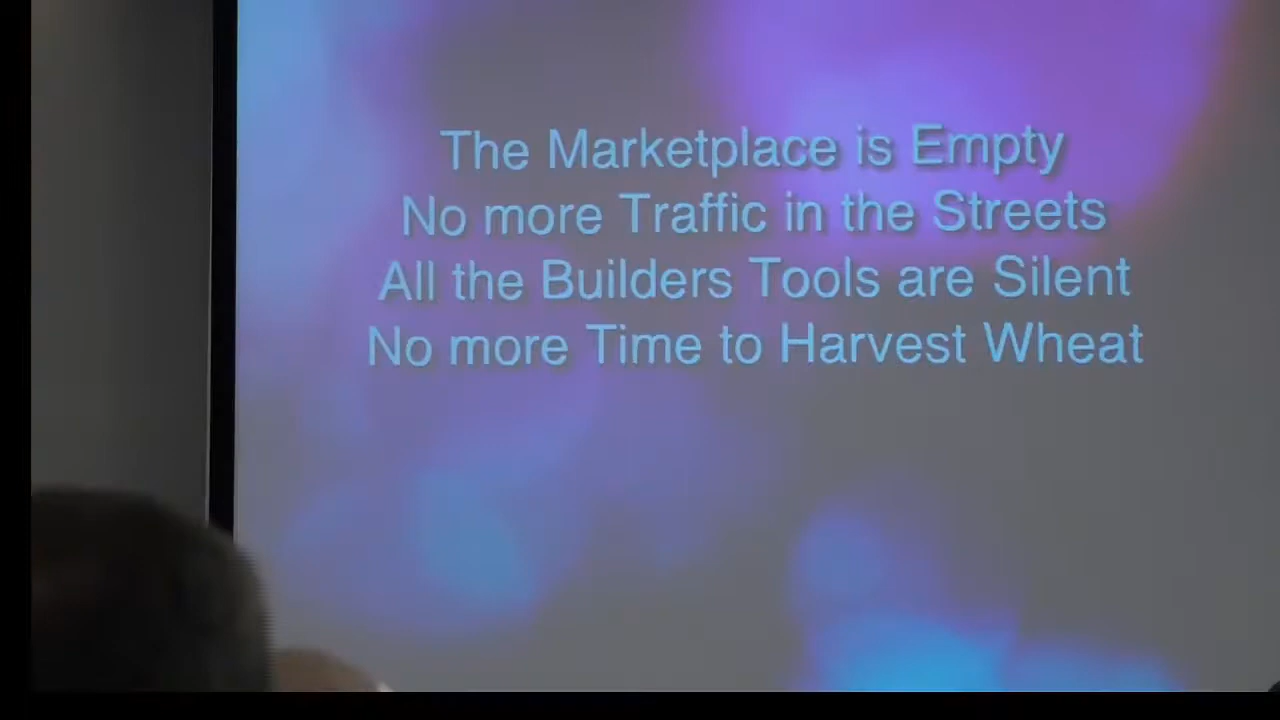 The Marketplace is Empty
No more Traffic in the Streets
All the Builders Tools are Silent
No more Time to Harvest Wheat